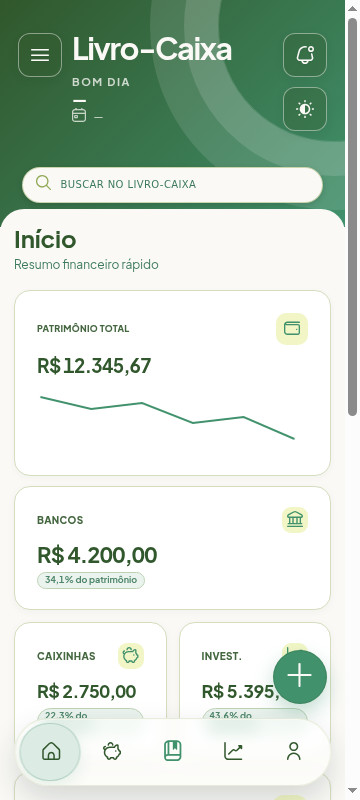 Livro-Caixa
BOM DIA
—
—
BUSCAR NO LIVRO-CAIXA
Início
Resumo financeiro rápido
PATRIMÔNIO TOTAL
R$ 12.345,67
BANCOS
R$ 4.200,00
34,1% do patrimônio
CAIXINHAS
R$ 2.750,00
22,3% do
INVEST.
R$ 5.395,
43,6% do